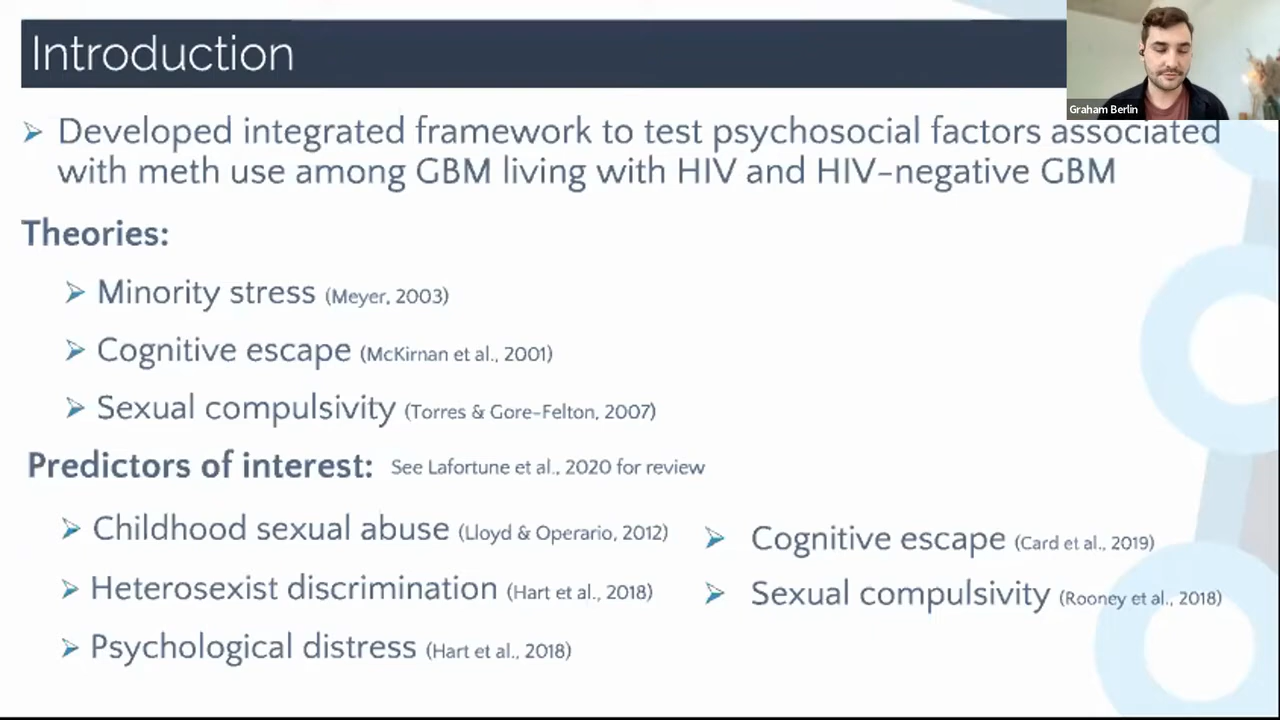 Introduction
Graham Berlin
Developed integrated framework to test psychosocial factors associated
with meth use among GBM living with HIV and HIV-negative GBM
Theories:
Minority stress (Meyer, 2003)
Cognitive escape (McKirnan et al., 2001)
Sexual compulsivity (Torres & Gore-Felton, 2007)
Predictors of interest: See Lafortune et al., 2020 for review
Childhood sexual abuse (Lloyd & Operario, 2012)
Heterosexist discrimination (Hart et al., 2018)
Psychological distress (Hart et al., 2018)
Cognitive escape (Card et al., 2019)
Sexual compulsivity (Rooney et al., 2018)